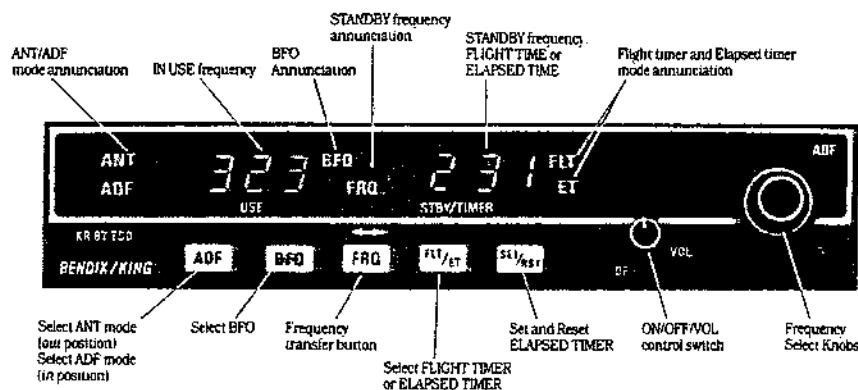 STANDBY frequency
annunciation
ANT/ADF
mode annunciation
IN USE frequency
BFO
Annunciation
STANDBY frequency
FLIGHT TIME or
ELAPSED TIME
Flight timer and Elapsed timer
mode annunciation
ANT
ADF
323
USE
BFO
FRQ
231
STBY/TIMER
FLT
ET
ADF
KR 87 TSO
BENDIX/KING
ADF
BFO
FRQ
FLT/ET
SET/RST
VOL
Select ANT mode
(out position)
Select ADF mode
(in position)
Select BFO
Frequency
transfer button
Select FLIGHT TIMER
or ELAPSED TIMER
Set and Reset
ELAPSED TIMER
ON/OFF/VOL
control switch
Frequency
Select Knobs